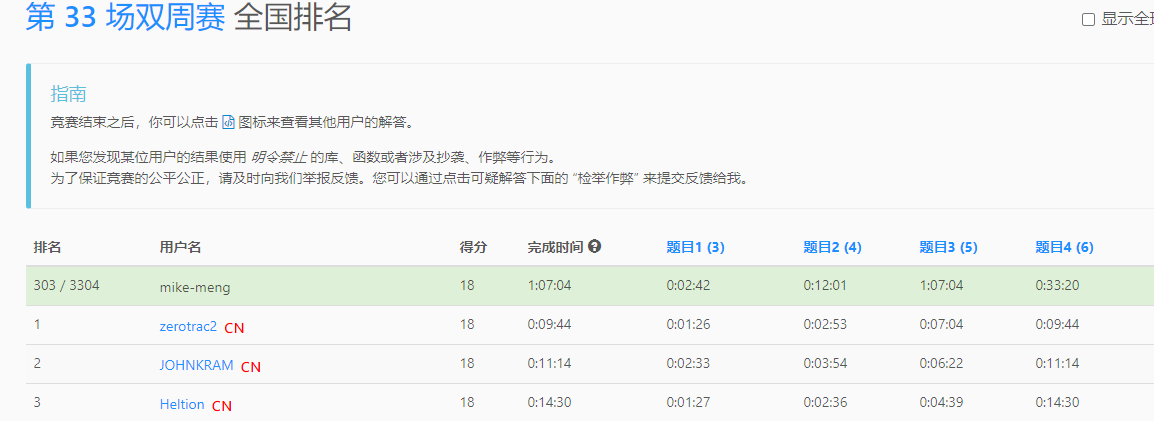 第 33 场双周赛 全国排名
显示全
指南
竞赛结束之后，你可以点击 图标来查看其他用户的解答。
如果您发现某位用户的结果使用 明令禁止 的库、函数或者涉及抄袭、作弊等行为。
为了保证竞赛的公平公正，请及时向我们举报反馈。您可以通过点击可疑解答下面的 “检举作弊” 来提交反馈给我。
排名 用户名 得分 完成时间 题目1 (3) 题目2 (4) 题目3 (5) 题目4 (6)
303 / 3304 mike-meng 18 1:07:04 0:02:42 0:12:01 1:07:04 0:33:20
1 zerotrac2 CN 18 0:09:44 0:01:26 0:02:53 0:07:04 0:09:44
2 JOHNKRAM CN 18 0:11:14 0:02:33 0:03:54 0:06:22 0:11:14
3 Heltion CN 18 0:14:30 0:01:27 0:02:36 0:04:39 0:14:30